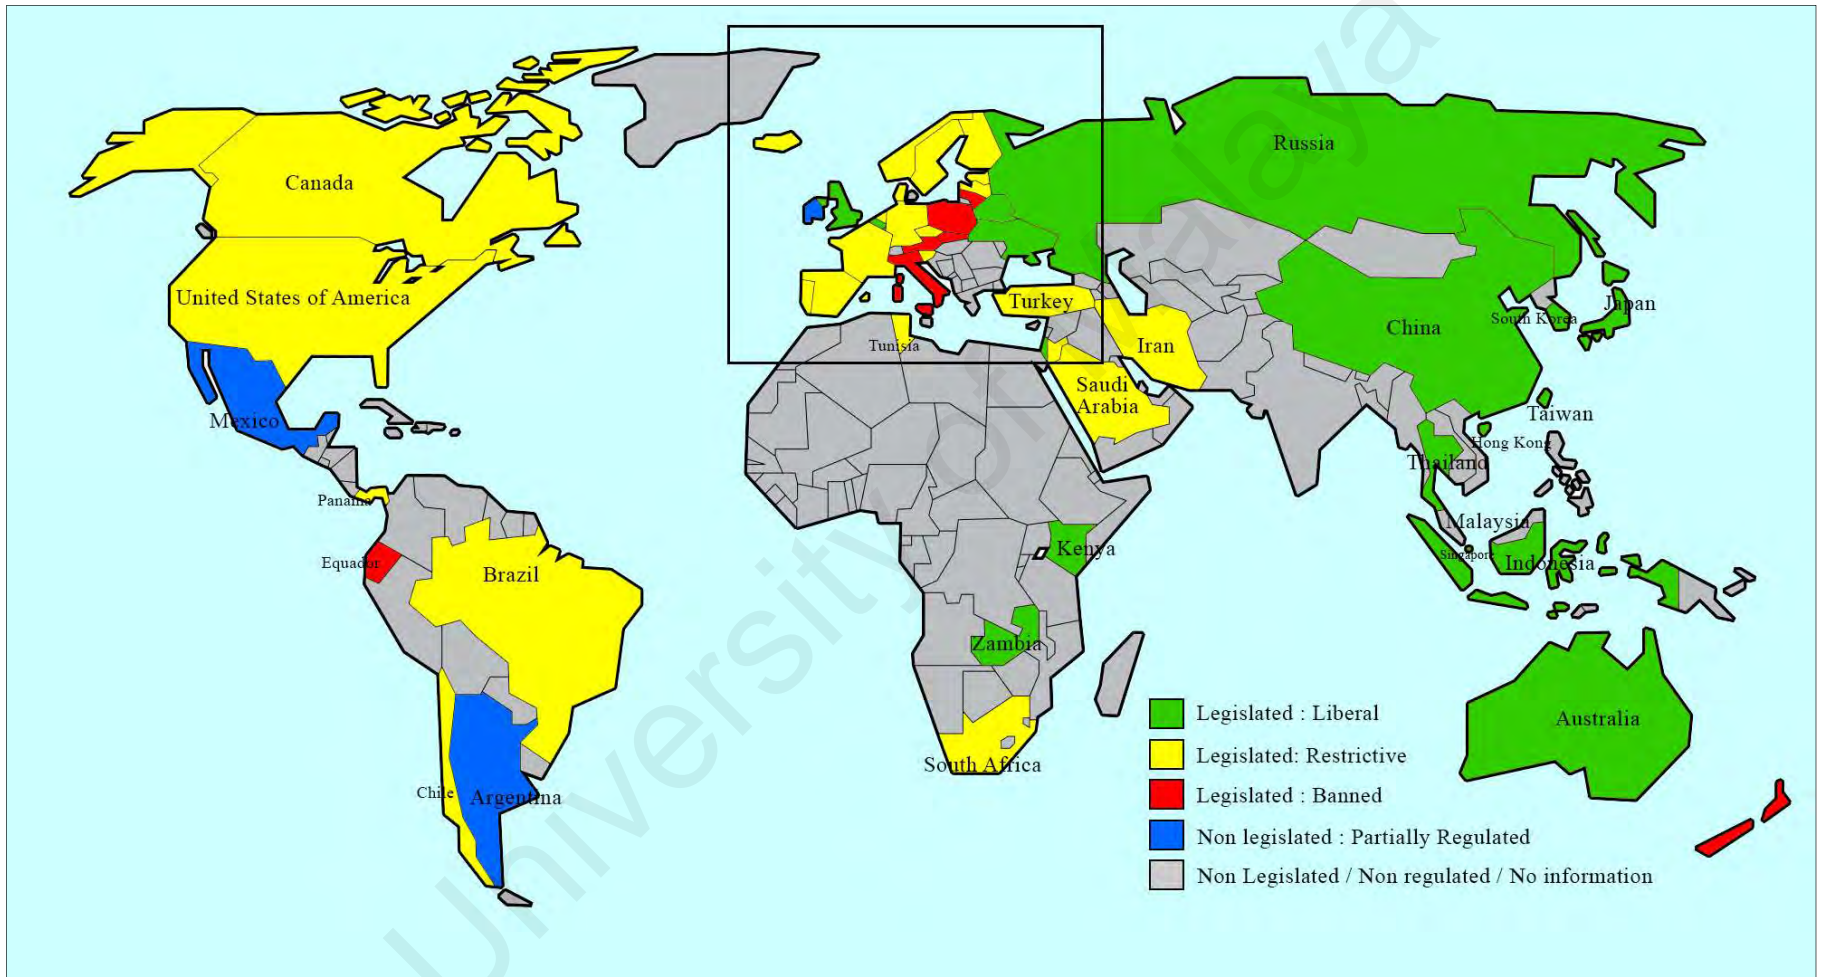 Russia
Canada
United States of America
Turkey
Japan
South Korea
China
Tunisia
Iran
Saudi
Arabia
Mexico
Taiwan
Hong Kong
Thailand
Panama
Malaysia
Kenya
Singapore
Indonesia
Equador
Brazil
Zambia
Legislated : Liberal
Australia
Legislated: Restrictive
South Africa
Chile
Argentina
Legislated : Banned
Non legislated : Partially Regulated
Non Legislated / Non regulated / No information
University of Malaya